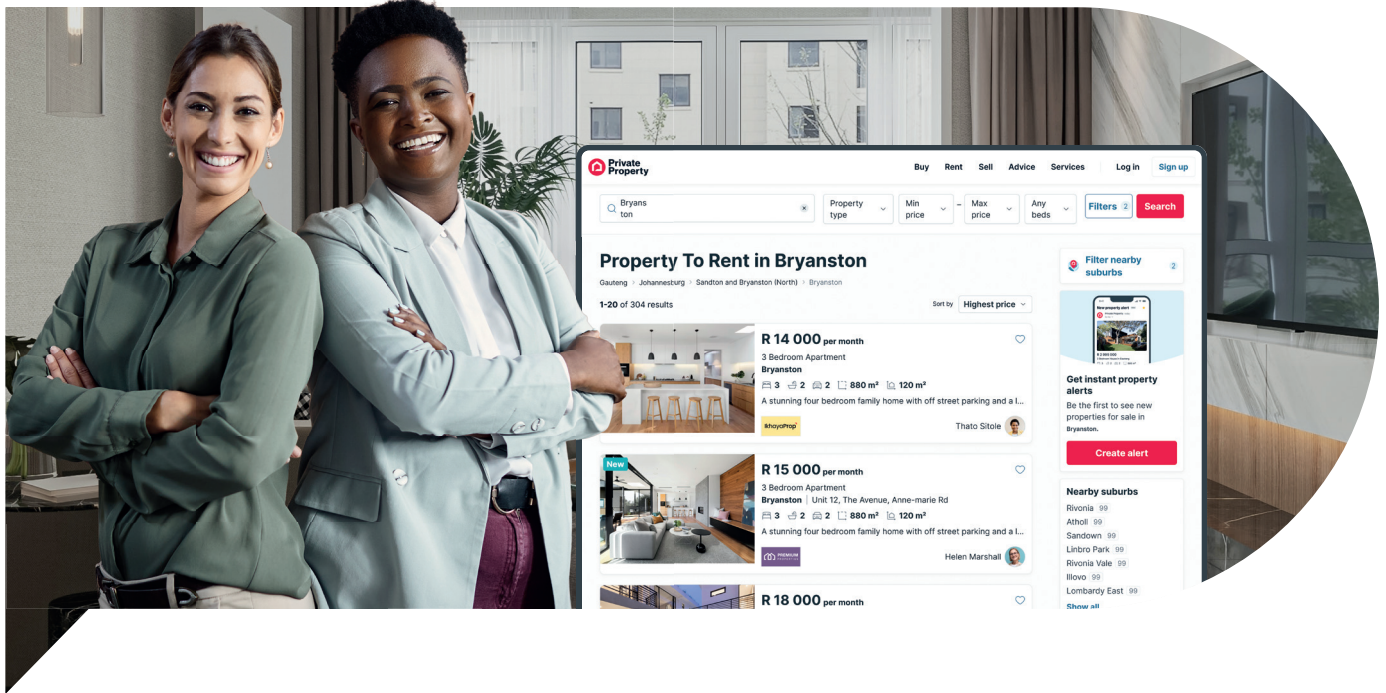 Private
Property
Buy Rent Sell Advice Services Log in Sign up
Bryans
ton
Property
type
Min
price
–
Max
price
Any
beds
Filters 2
Search
Property To Rent in Bryanston
Gauteng > Johannesburg > Sandton and Bryanston (North) > Bryanston
1-20 of 304 results
Sort by Highest price
R 14 000 per month
3 Bedroom Apartment
Bryanston
3 2 2 880 m² 120 m²
A stunning four bedroom family home with off street parking and a l...
IkhayaProp
Thato Sitole
New
R 15 000 per month
3 Bedroom Apartment
Bryanston | Unit 12, The Avenue, Anne-marie Rd
3 2 2 880 m² 120 m²
A stunning four bedroom family home with off street parking and a l...
PREMIUM
Helen Marshall
R 18 000 per month
Filter nearby
suburbs
2
New property alert
Get instant property
alerts
Be the first to see new
properties for sale in
Bryanston.
Create alert
Nearby suburbs
Rivonia 99
Atholl 99
Sandown 99
Linbro Park 99
Rivonia Vale 99
Illovo 99
Lombardy East 99
Show all